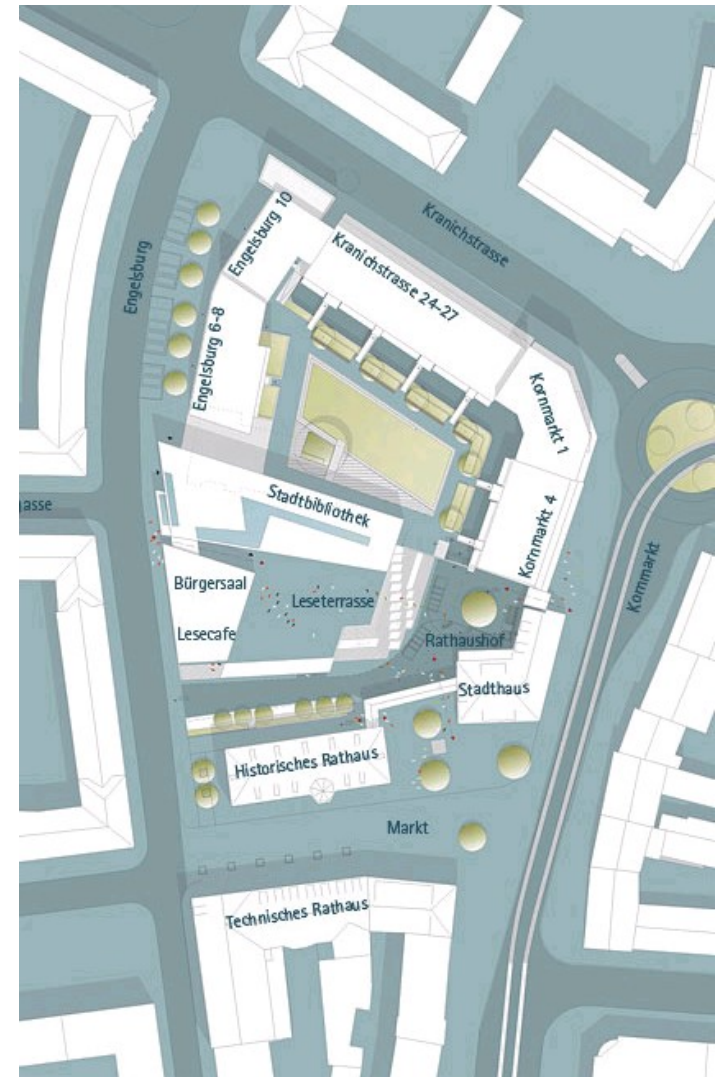 Kranichstrasse
Engelsburg
Engelsburg 10
Kranichstrasse 24-27
Engelsburg 6-8
Kornmarkt 1
Stadtbibliothek
Kornmarkt 4
Kornmarkt
gasse
Bürgersaal
Leseterrasse
Lesecafe
Rathaushof
Stadthaus
Historisches Rathaus
Markt
Technisches Rathaus